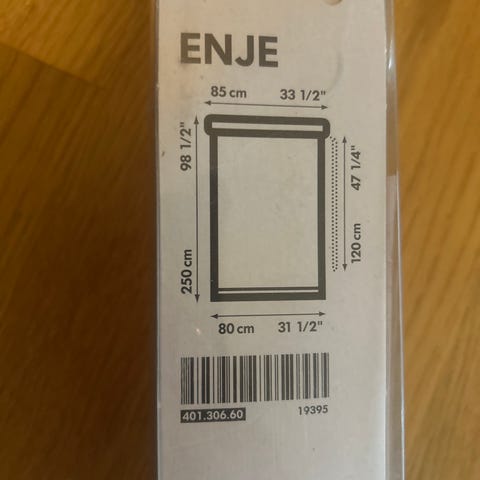 ENJE
85 cm 33 1/2"
98 1/2"
250 cm
47 1/4"
120 cm
80 cm 31 1/2"
401.306.60 19395